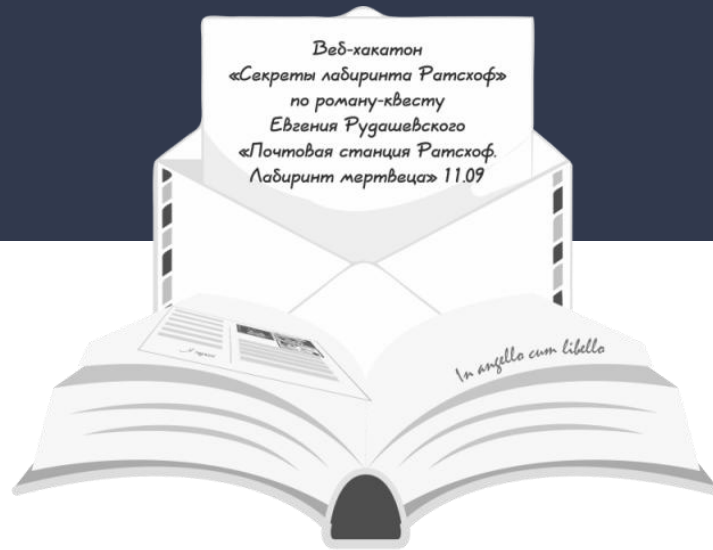 Веб-хакатон
«Секреты лабиринта Ратсхоф»
по роману-квесту
Евгения Рудашевского
«Почтовая станция Ратсхоф.
Лабиринт мертвеца» 11.09
In angello cum libello